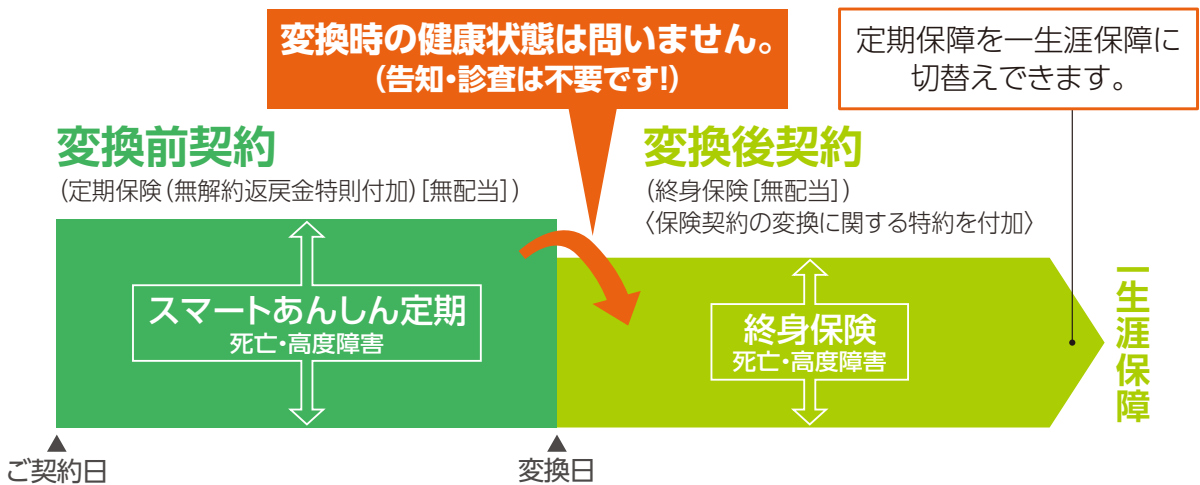 変換時の健康状態は問いません。
(告知・診査は不要です!)
定期保障を一生涯保障に
切替えできます。
変換前契約
(定期保険(無解約返戻金特則付加)[無配当])
変換後契約
(終身保険[無配当])
〈保険契約の変換に関する特約を付加〉
スマートあんしん定期
死亡・高度障害
終身保険
死亡・高度障害
一生涯保障
▲
ご契約日
▲
変換日